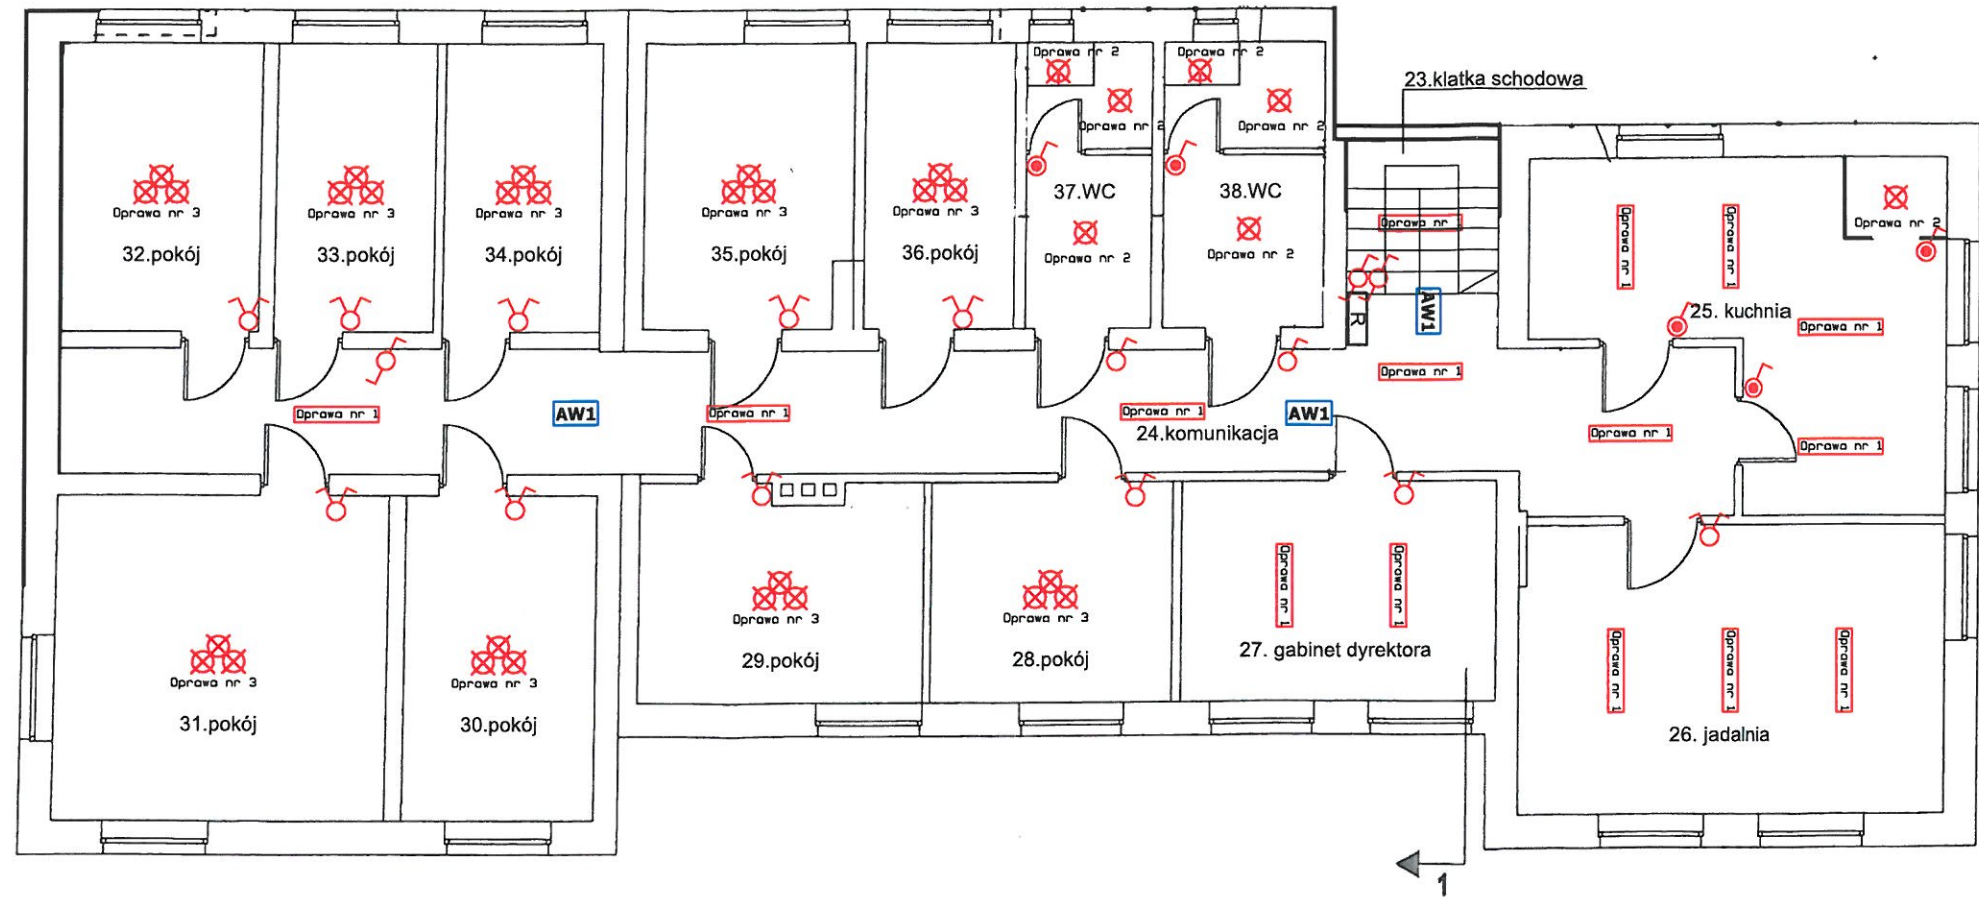 Oprawa nr 2
Oprawa nr 2
23.klatka schodowa
Oprawa nr 2
Oprawa nr 2
37.WC
38.WC
Oprawa nr 3
Oprawa nr 3
Oprawa nr 3
Oprawa nr 3
Oprawa nr 3
32.pokój
33.pokój
34.pokój
35.pokój
36.pokój
Oprawa nr 2
Oprawa nr 2
Oprawa nr
Oprawa nr 1
Oprawa nr 1
Oprawa nr 2
25. kuchnia
Oprawa nr 1
R
AW1
Oprawa nr 1
Oprawa nr 1
AW1
Oprawa nr 1
Oprawa nr 1
AW1
24.komunikacja
Oprawa nr 1
Oprawa nr 1
Oprawa nr 3
Oprawa nr 3
29.pokój
28.pokój
Oprawa nr 1
Oprawa nr 1
27. gabinet dyrektora
Oprawa nr 3
Oprawa nr 3
31.pokój
30.pokój
Oprawa nr 1
Oprawa nr 1
Oprawa nr 1
26. jadalnia
1